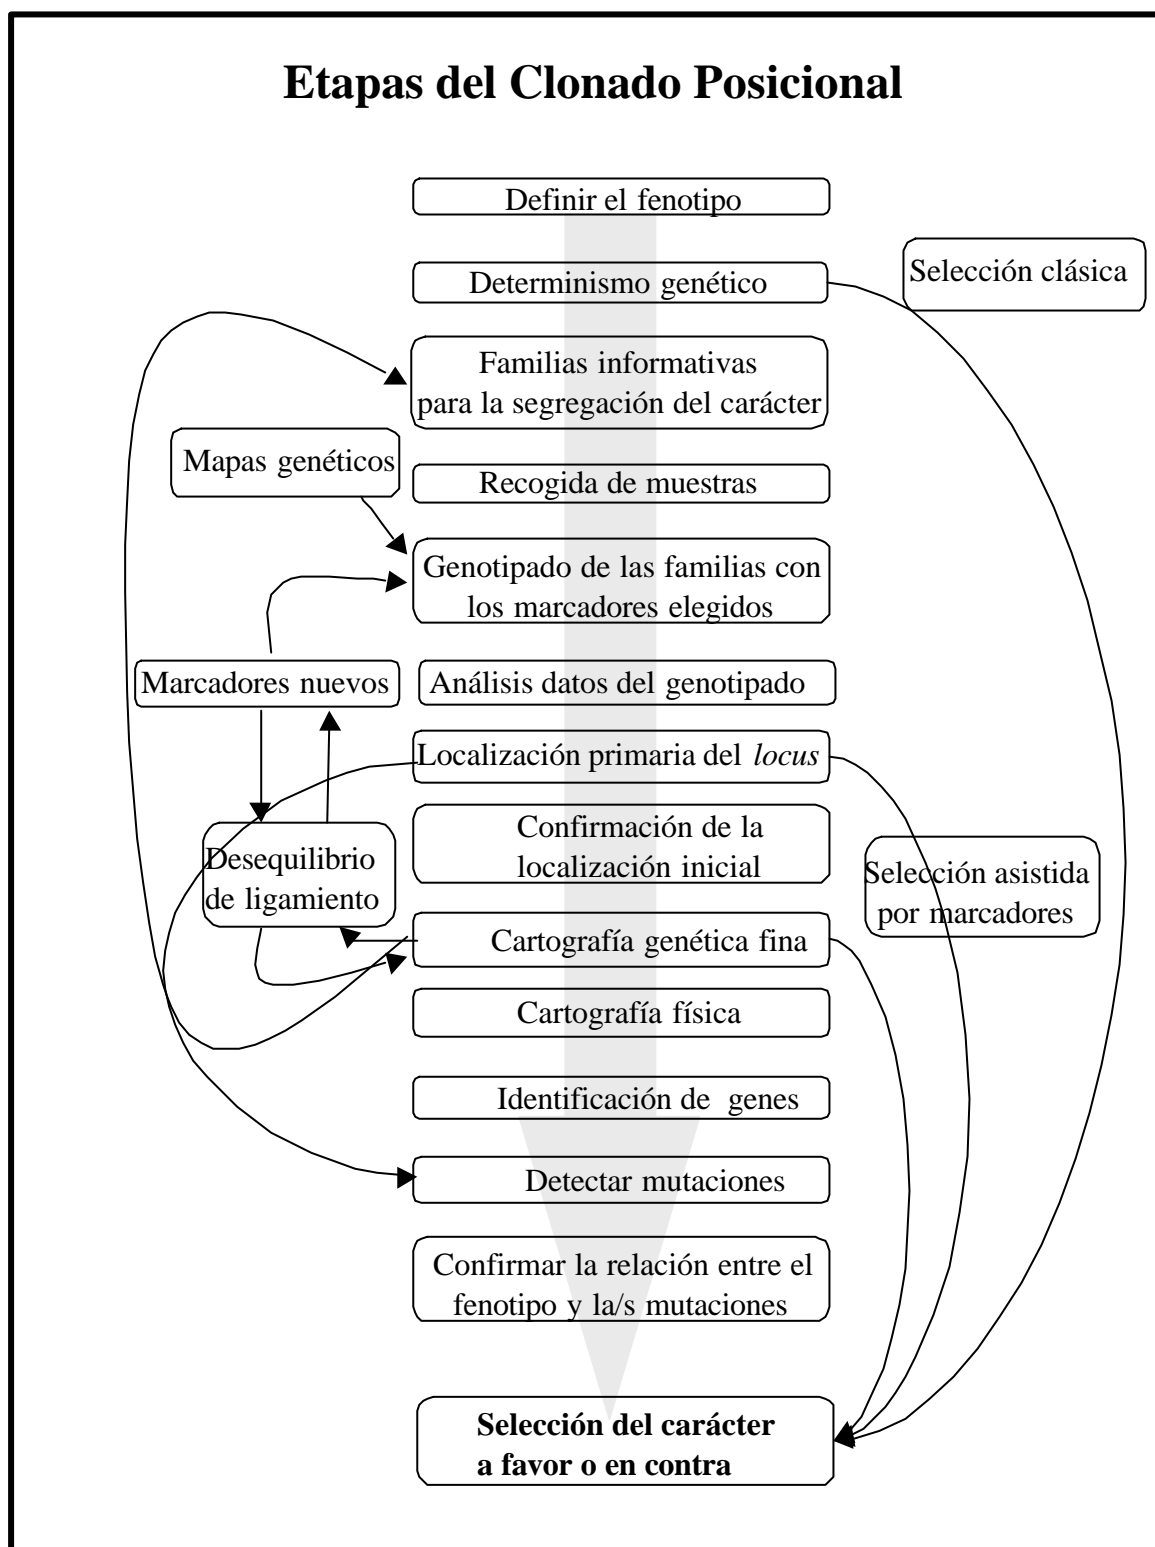 Etapas del Clonado Posicional
Definir el fenotipo
Selección clásica
Determinismo genético
Familias informativas
para la segregación del carácter
Mapas genéticos
Recogida de muestras
Genotipado de las familias con
los marcadores elegidos
Marcadores nuevos
Análisis datos del genotipado
Localización primaria del locus
Confirmación de la
localización inicial
Desequilibrio
de ligamiento
Selección asistida
por marcadores
Cartografía genética fina
Cartografía física
Identificación de genes
Detectar mutaciones
Confirmar la relación entre el
fenotipo y la/s mutaciones
Selección del carácter
a favor o en contra